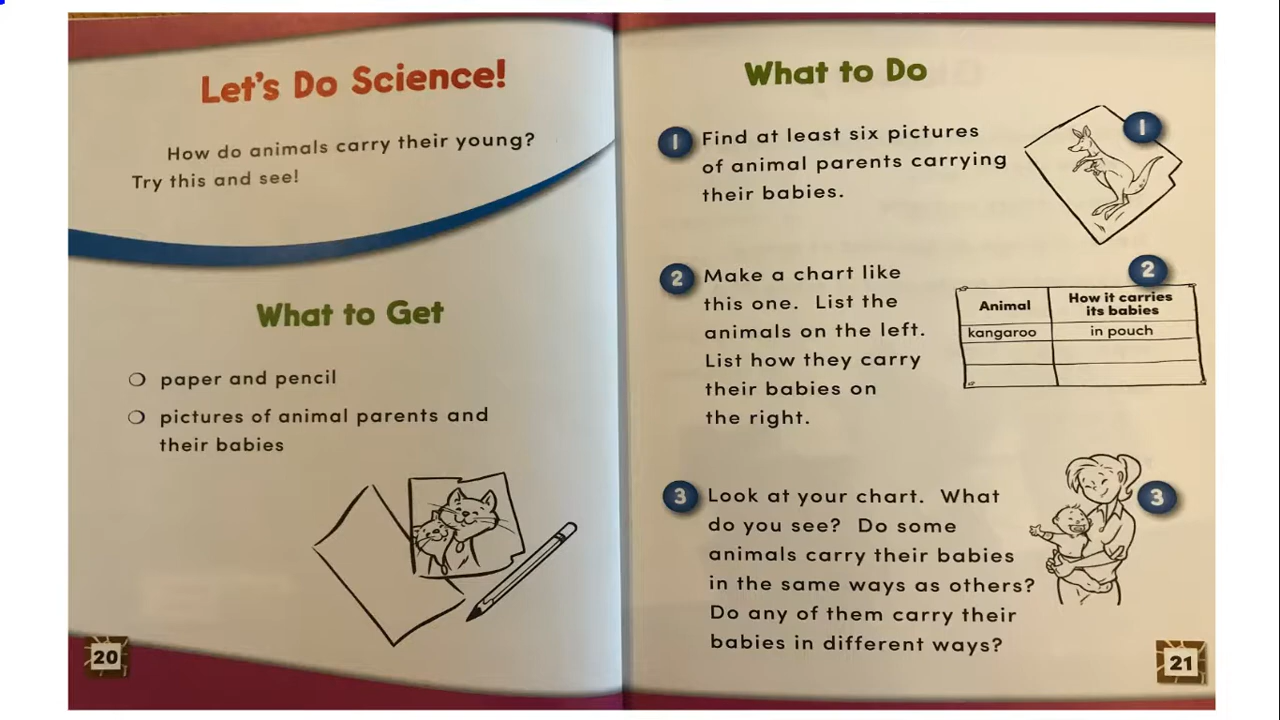 Let's Do Science!
How do animals carry their young?
Try this and see!
What to Get
paper and pencil
pictures of animal parents and
their babies
20
What to Do
1 Find at least six pictures
of animal parents carrying
their babies.
1
2 Make a chart like
this one. List the
animals on the left.
List how they carry
their babies on
the right.
2
Animal
How it carries
its babies
kangaroo
in pouch
3 Look at your chart. What
do you see? Do some
animals carry their babies
in the same ways as others?
Do any of them carry their
babies in different ways?
3
21